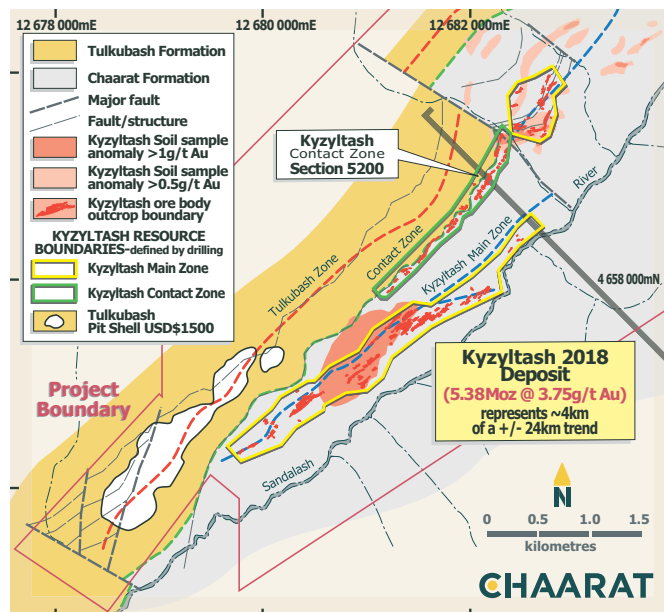 12 678 000mE
12 680 000mE
12 682 000mE
Tulkubash Formation
Chaarat Formation
Major fault
Fault/structure
Kyzyltash Soil sample
anomaly >1g/t Au
Kyzyltash Soil sample
anomaly >0.5g/t Au
Kyzyltash ore body
outcrop boundary
KYZYLTASH RESOURCE
BOUNDARIES-defined by drilling
Kyzyltash Main Zone
Kyzyltash Contact Zone
Tulkubash
Pit Shell USD$1500
Kyzyltash
Contact Zone
Section 5200
River
Contact Zone
Kyzyltash Main Zone
Tulkubash Zone
4 658 000mN
Project
Boundary
Kyzyltash 2018
Deposit
(5.38Moz @ 3.75g/t Au)
represents ~4km
of a +/- 24km trend
Sandalash
N
0 0.5 1.0 1.5
kilometres
CHAARAT